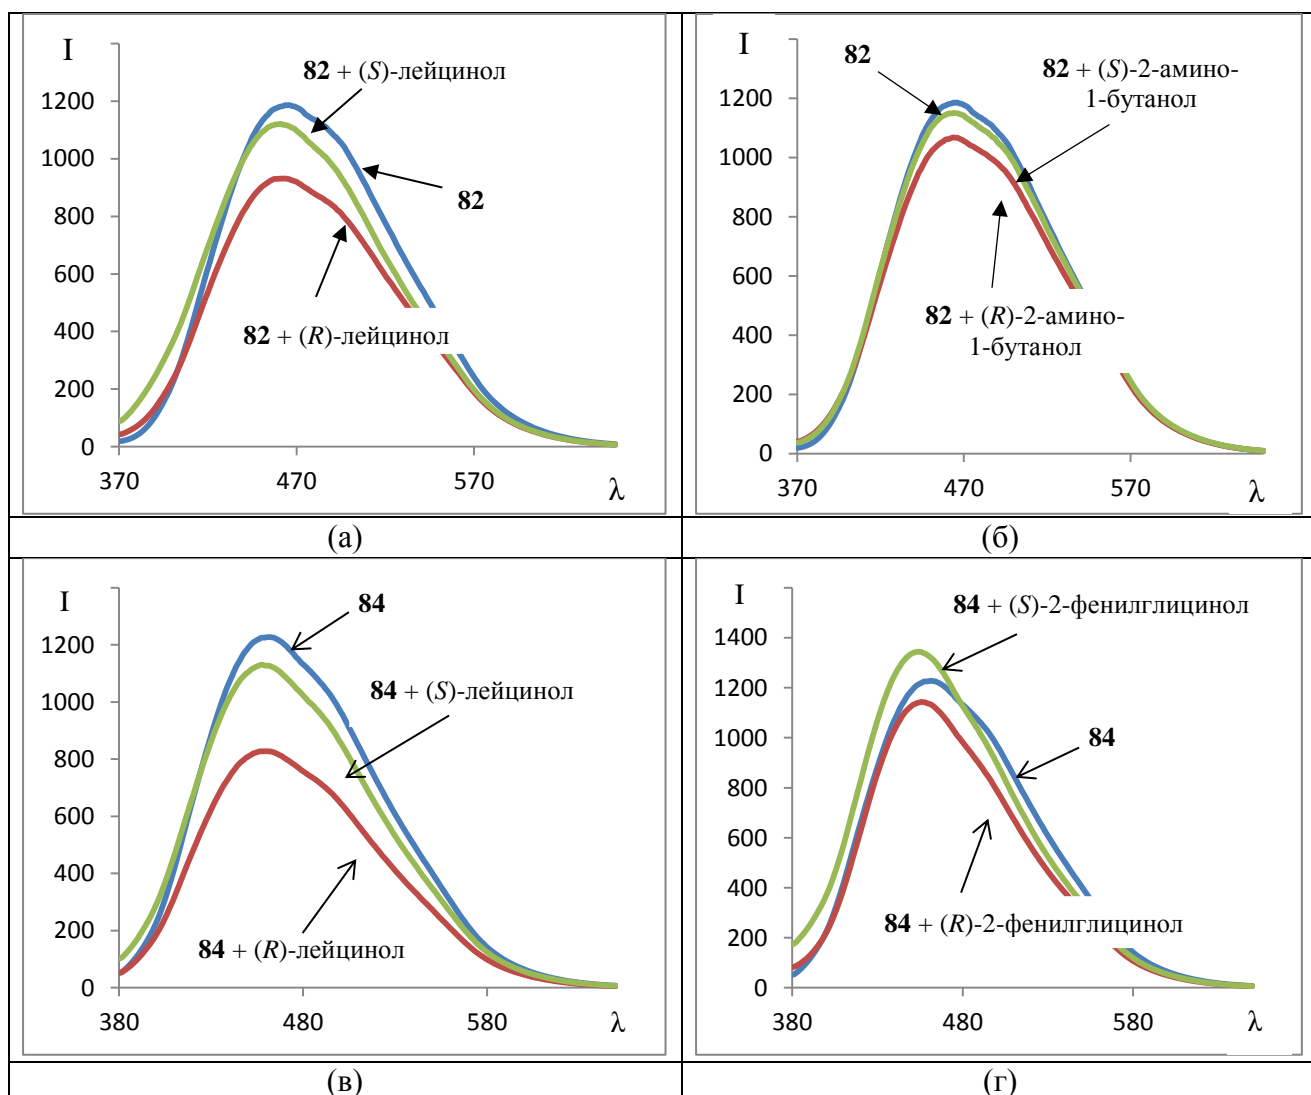 I
1200
1000
800
600
400
200
0
370
470
570
λ
82 + (S)-лейцинол
82
82 + (R)-лейцинол
(а)
I
1200
1000
800
600
400
200
0
370
470
570
λ
82
82 + (S)-2-амино-
1-бутанол
82 + (R)-2-амино-
1-бутанол
(б)
I
1200
1000
800
600
400
200
0
380
480
580
λ
84
84 + (S)-лейцинол
84 + (R)-лейцинол
(в)
I
1400
1200
1000
800
600
400
200
0
380
480
580
λ
84 + (S)-2-фенилглицинол
84
84 + (R)-2-фенилглицинол
(г)